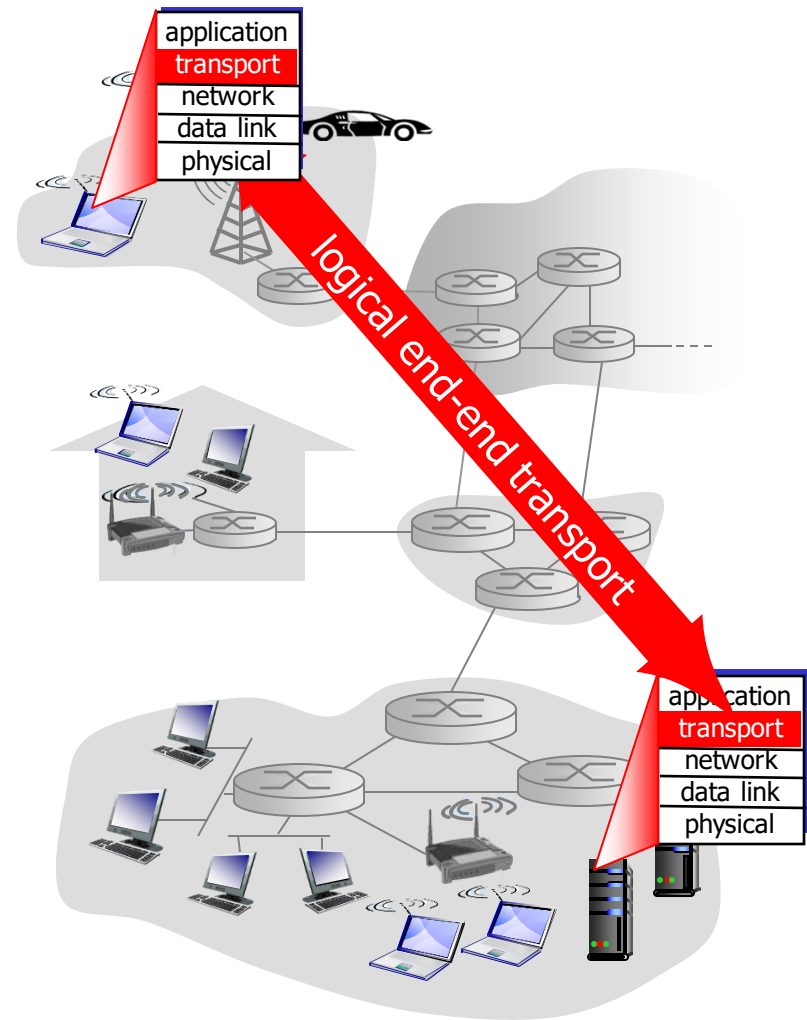 application
transport
network
data link
physical
logical end-end transport
application
transport
network
data link
physical